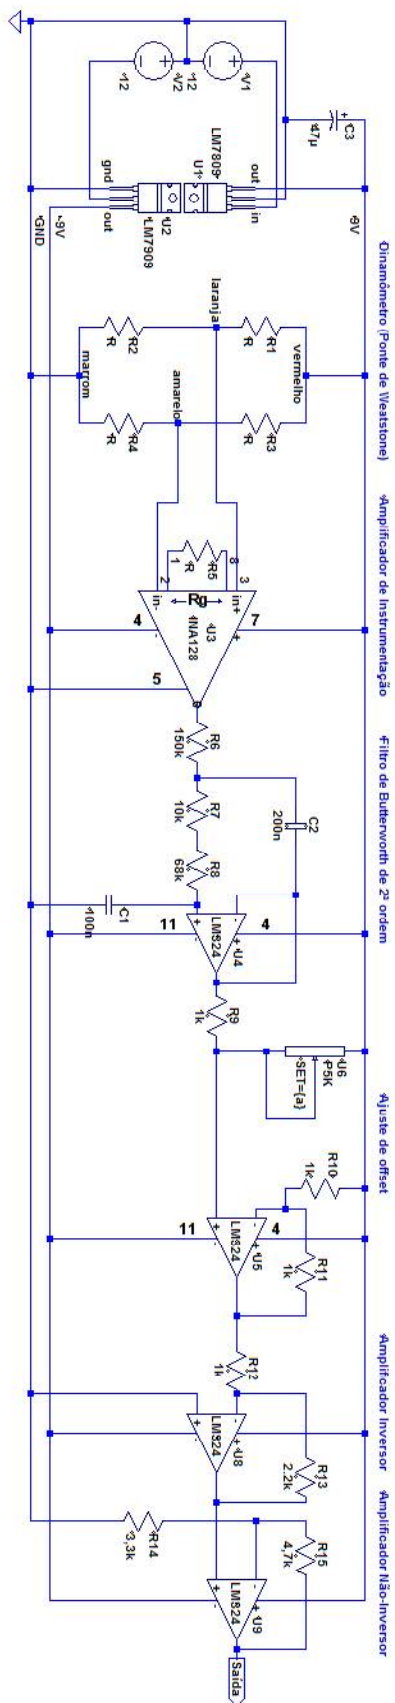 Dinamômetro (Ponte de Weatstone)
Amplificador de Instrumentação
Filtro de Butterworth de 2ª ordem
Ajuste de offset
Amplificador Inversor
Amplificador Não-Inversor
C3
47µ
V1
12
V2
12
LM7809
U1
out
in
gnd
out
U2
LM7909
9V
-9V
GND
laranja
vermelho
marrom
amarelo
R1
R
R2
R
R3
R
R4
R
R5
R
8
1
3
2
in+
in-
Rg
U3
INA128
7
4
5
R6
150k
R7
10k
R8
68k
C2
200n
C1
100n
LM324
U4
4
11
R9
1k
U6
P5K
SET={a}
R10
1k
R11
1k
LM324
U5
4
11
R12
1k
R13
2.2k
LM324
U8
R14
3,3k
R15
4,7k
LM324
U9
Saída